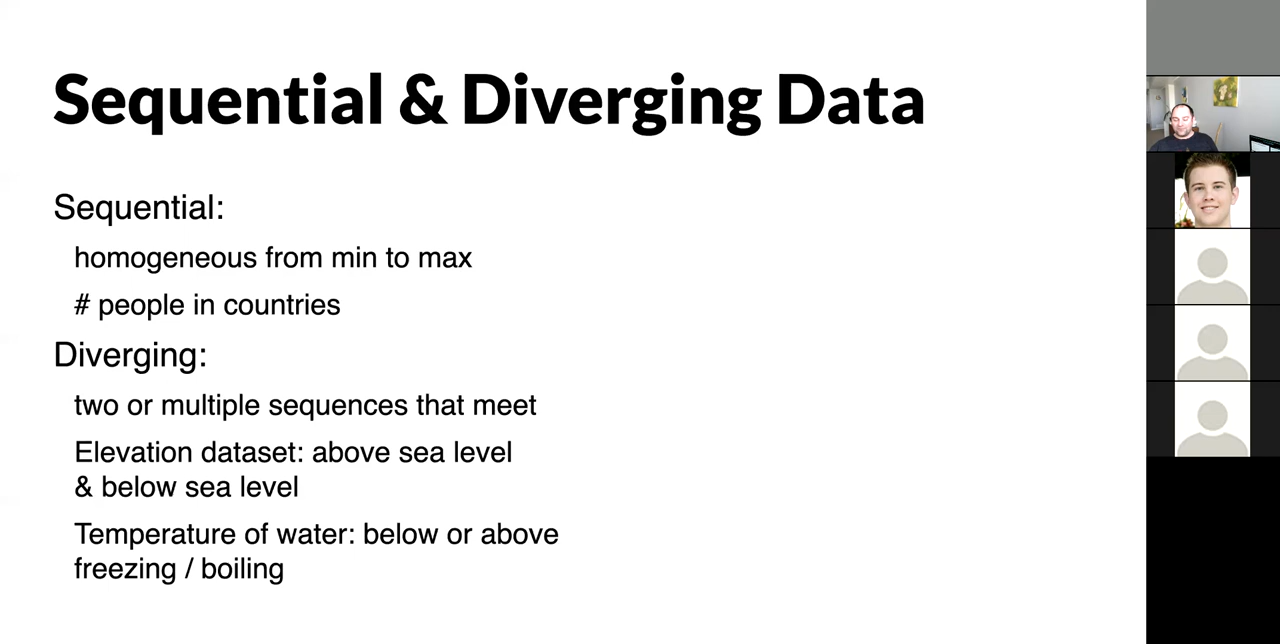 Sequential & Diverging Data
Sequential:
homogeneous from min to max
# people in countries
Diverging:
two or multiple sequences that meet
Elevation dataset: above sea level
& below sea level
Temperature of water: below or above
freezing / boiling